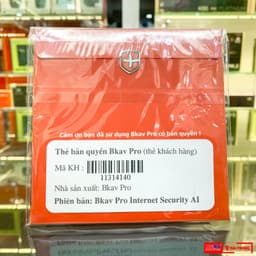 Cảm ơn bạn đã sử dụng Bkav Pro có bản quyền !
Thẻ bản quyền Bkav Pro (thẻ khách hàng)
Mã KH :
11314140
Nhà sản xuất: Bkav Pro
Phiên bản: Bkav Pro Internet Security AI